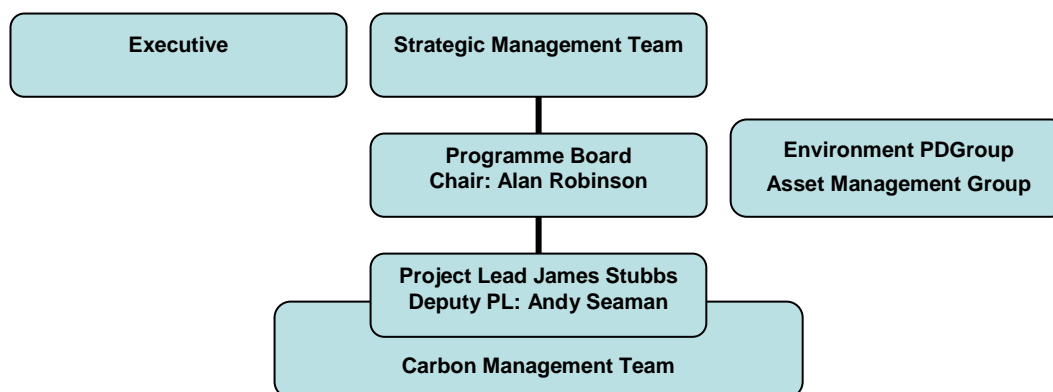 Executive
Strategic Management Team
Programme Board
Chair: Alan Robinson
Environment PDGroup
Asset Management Group
Project Lead James Stubbs
Deputy PL: Andy Seaman
Carbon Management Team